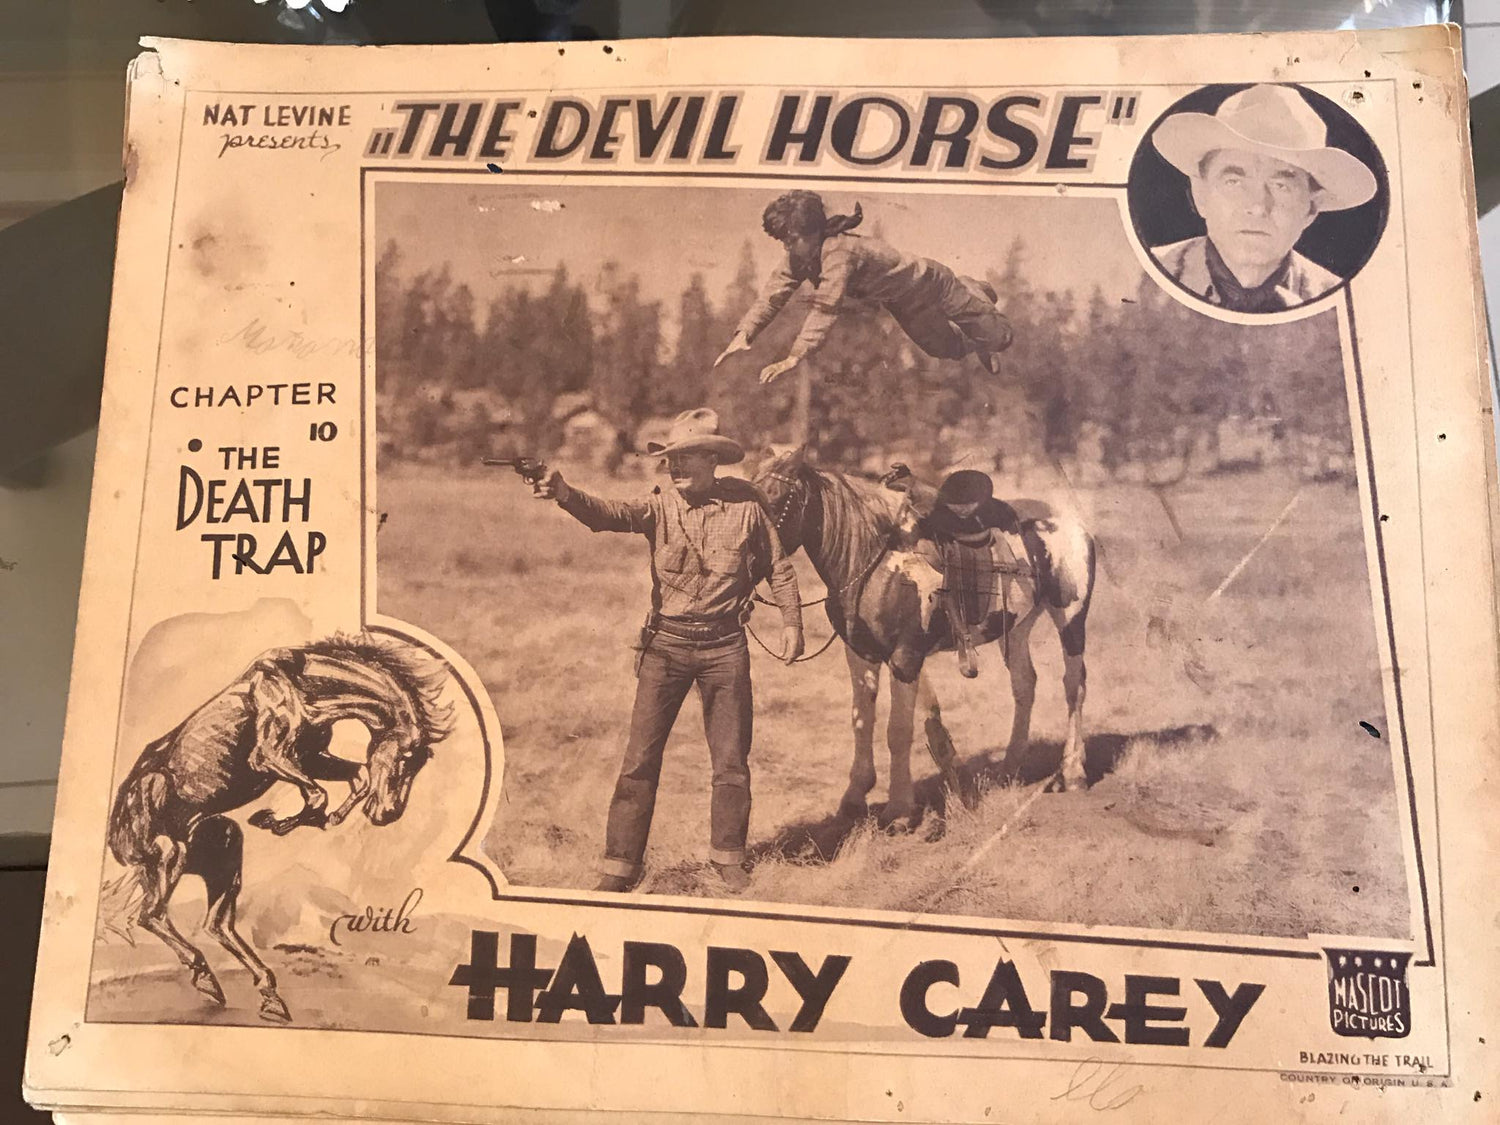 NAT LEVINE
presents
"THE DEVIL HORSE"
CHAPTER
10
THE
DEATH
TRAP
with
HARRY CAREY
MASCOT
PICTURES
BLAZING THE TRAIL
COUNTRY OF ORIGIN U. S. A.